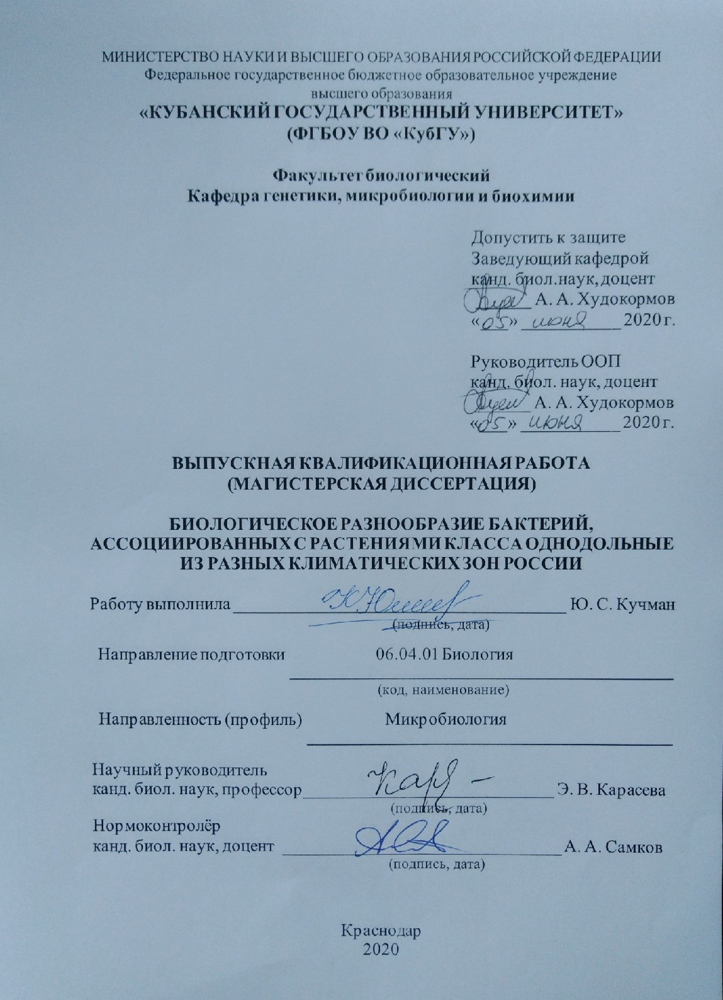 МИНИСТЕРСТВО НАУКИ И ВЫСШЕГО ОБРАЗОВАНИЯ РОССИЙСКОЙ ФЕДЕРАЦИИ
Федеральное государственное бюджетное образовательное учреждение
высшего образования
«КУБАНСКИЙ ГОСУДАРСТВЕННЫЙ УНИВЕРСИТЕТ»
(ФГБОУ ВО «КубГУ»)
Факультет биологический
Кафедра генетики, микробиологии и биохимии
Допустить к защите
Заведующий кафедрой
канд. биол.наук, доцент
А. А. Худокормов
«05» июня 2020 г.
Руководитель ООП
канд. биол. наук, доцент
А. А. Худокормов
«05» июня 2020 г.
ВЫПУСКНАЯ КВАЛИФИКАЦИОННАЯ РАБОТА
(МАГИСТЕРСКАЯ ДИССЕРТАЦИЯ)
БИОЛОГИЧЕСКОЕ РАЗНООБРАЗИЕ БАКТЕРИЙ,
АССОЦИИРОВАННЫХ С РАСТЕНИЯМИ КЛАССА ОДНОДОЛЬНЫЕ
ИЗ РАЗНЫХ КЛИМАТИЧЕСКИХ ЗОН РОССИИ
Работу выполнила Ю. С. Кучман
(подпись, дата)
Направление подготовки 06.04.01 Биология
(код, наименование)
Направленность (профиль) Микробиология
Научный руководитель
канд. биол. наук, профессор Э. В. Карасева
(подпись, дата)
Нормоконтролёр
канд. биол. наук, доцент А. А. Самков
(подпись, дата)
Краснодар
2020